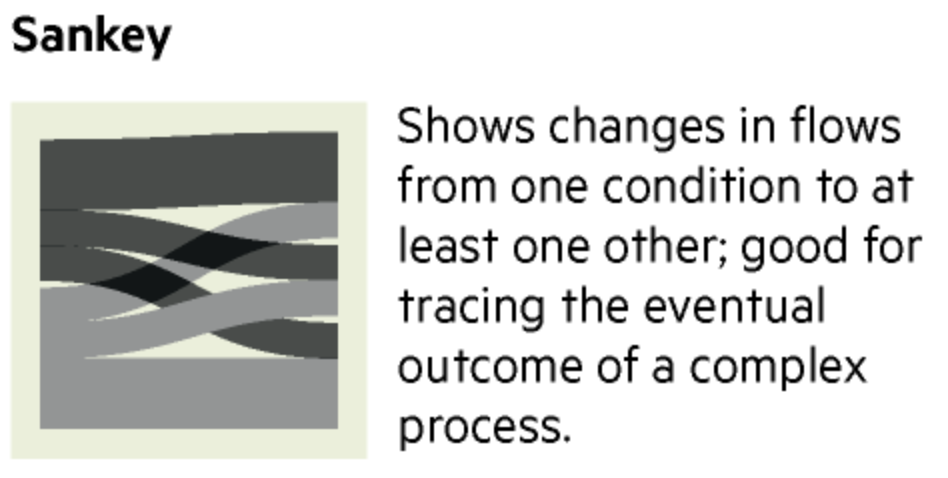 Sankey
Shows changes in flows
from one condition to at
least one other; good for
tracing the eventual
outcome of a complex
process.